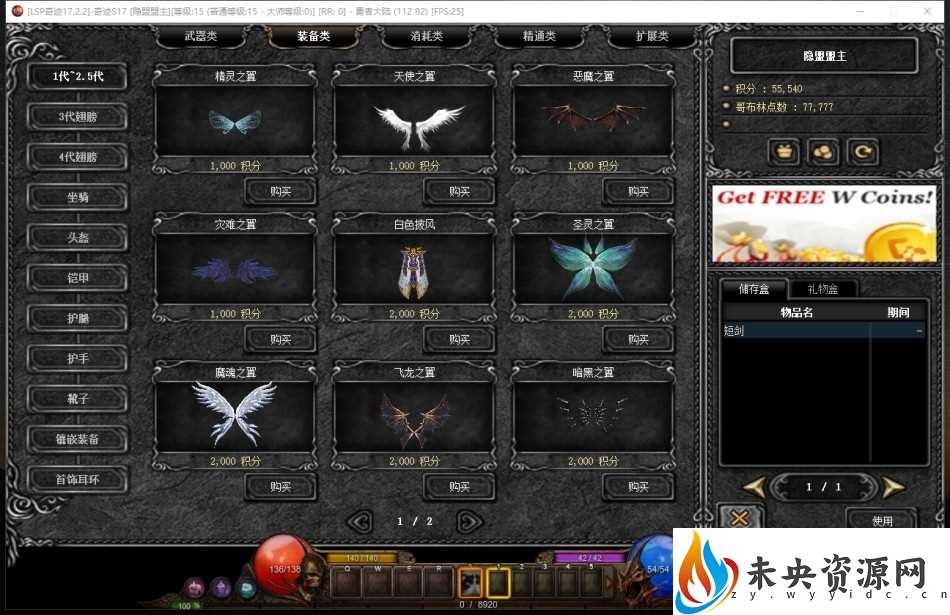 [LSP奇迹17.2.2]-奇迹S17 [隐盟盟主][等级:15 (普通等级:15 - 大师等级:0)] [RR: 0] - 勇者大陆 (112 82) [FPS:25]
武器类 装备类 消耗类 精通类 扩展类
1代~2.5代
3代翅膀
4代翅膀
坐骑
头盔
铠甲
护腿
护手
靴子
镶嵌装备
首饰耳环
精灵之翼 天使之翼 恶魔之翼
1,000 积分 1,000 积分 1,000 积分
购买 购买 购买
灾难之翼 白色披风 圣灵之翼
1,000 积分 2,000 积分 2,000 积分
购买 购买 购买
魔魂之翼 飞龙之翼 暗黑之翼
2,000 积分 2,000 积分 2,000 积分
购买 购买 购买
1 / 2
隐盟盟主
积分 : 55,540
哥布林点数 : 77,777
Get FREE W Coins!
储存盒 礼物盒
物品名 期间
短剑 -
1 / 1
使用
136/138 140/140 42/42 54/54
Q W E R 1 2 3 4 5
100 %
0 / 8920
未央资源网
zy.wyyidc.cn